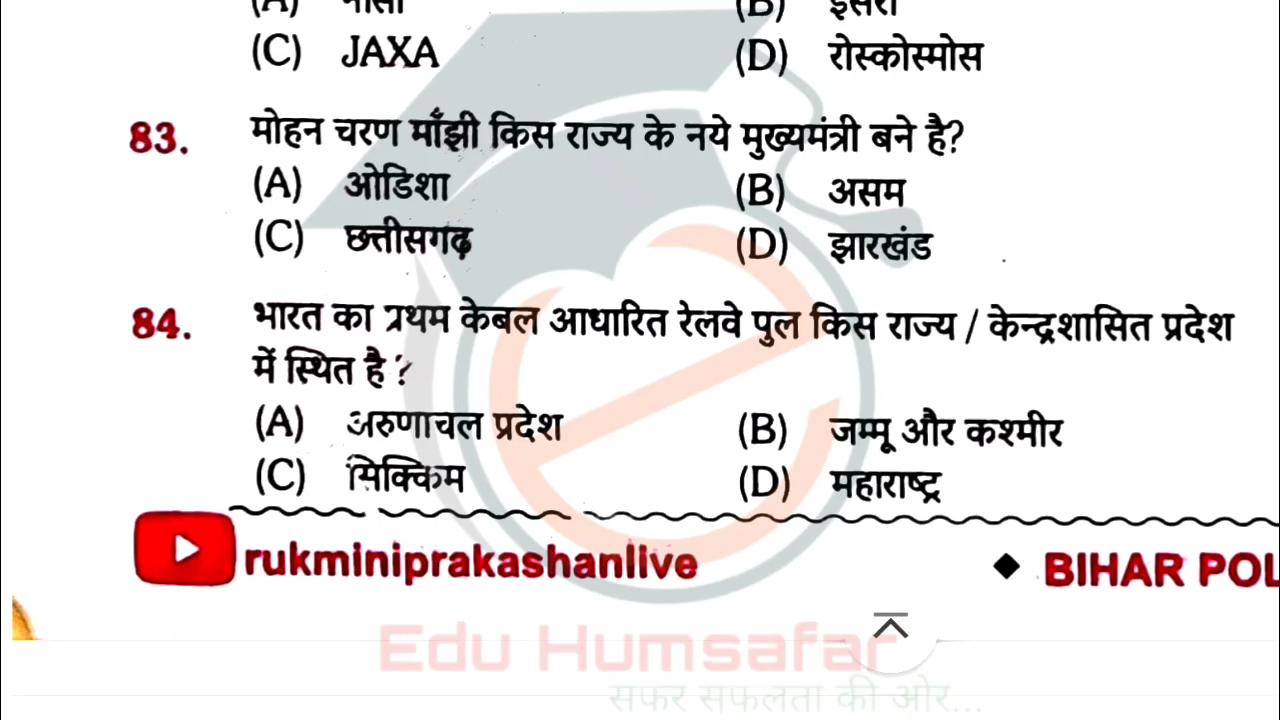 (A) नासा (B) इसरो
(C) JAXA (D) रोस्कोस्मोस
83. मोहन चरण माँझी किस राज्य के नये मुख्यमंत्री बने है?
(A) ओडिशा (B) असम
(C) छत्तीसगढ़ (D) झारखंड
84. भारत का प्रथम केबल आधारित रेलवे पुल किस राज्य / केन्द्रशासित प्रदेश
में स्थित है ?
(A) अरुणाचल प्रदेश (B) जम्मू और कश्मीर
(C) सिक्किम (D) महाराष्ट्र
rukminiprakashanlive ◆ BIHAR POL
Edu Humsafar
सफर सफलता की ओर...